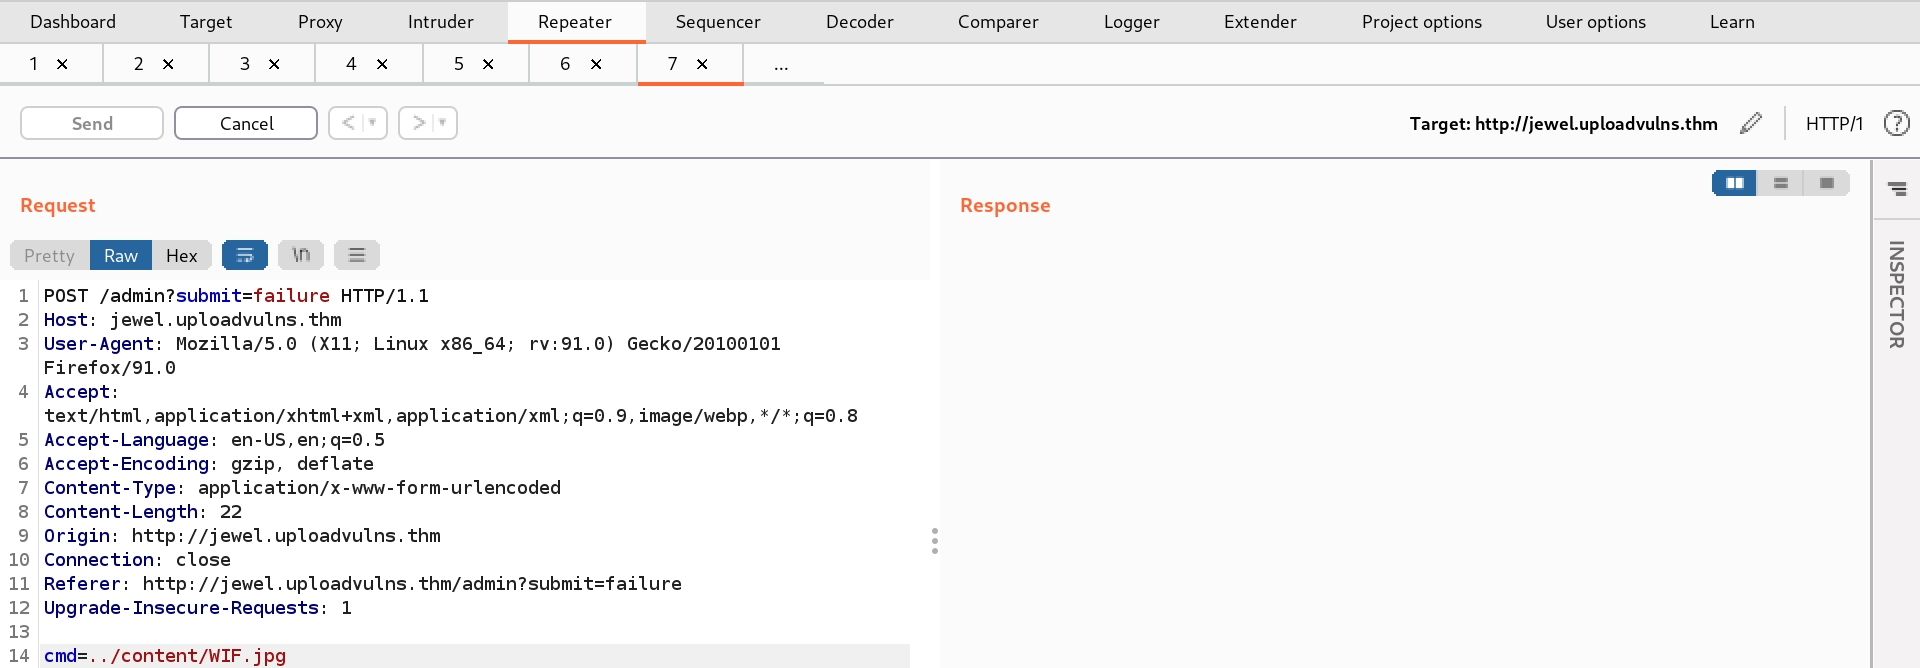 Dashboard Target Proxy Intruder Repeater Sequencer Decoder Comparer Logger Extender Project options User options Learn
1 × 2 × 3 × 4 × 5 × 6 × 7 × ...
Send Cancel < > Target: http://jewel.uploadvulns.thm HTTP/1 ?
Request
Response
Pretty Raw Hex \n
INSPECTOR
1 POST /admin?submit=failure HTTP/1.1
2 Host: jewel.uploadvulns.thm
3 User-Agent: Mozilla/5.0 (X11; Linux x86_64; rv:91.0) Gecko/20100101
Firefox/91.0
4 Accept:
text/html,application/xhtml+xml,application/xml;q=0.9,image/webp,*/*;q=0.8
5 Accept-Language: en-US,en;q=0.5
6 Accept-Encoding: gzip, deflate
7 Content-Type: application/x-www-form-urlencoded
8 Content-Length: 22
9 Origin: http://jewel.uploadvulns.thm
10 Connection: close
11 Referer: http://jewel.uploadvulns.thm/admin?submit=failure
12 Upgrade-Insecure-Requests: 1
13
14 cmd=../content/WIF.jpg